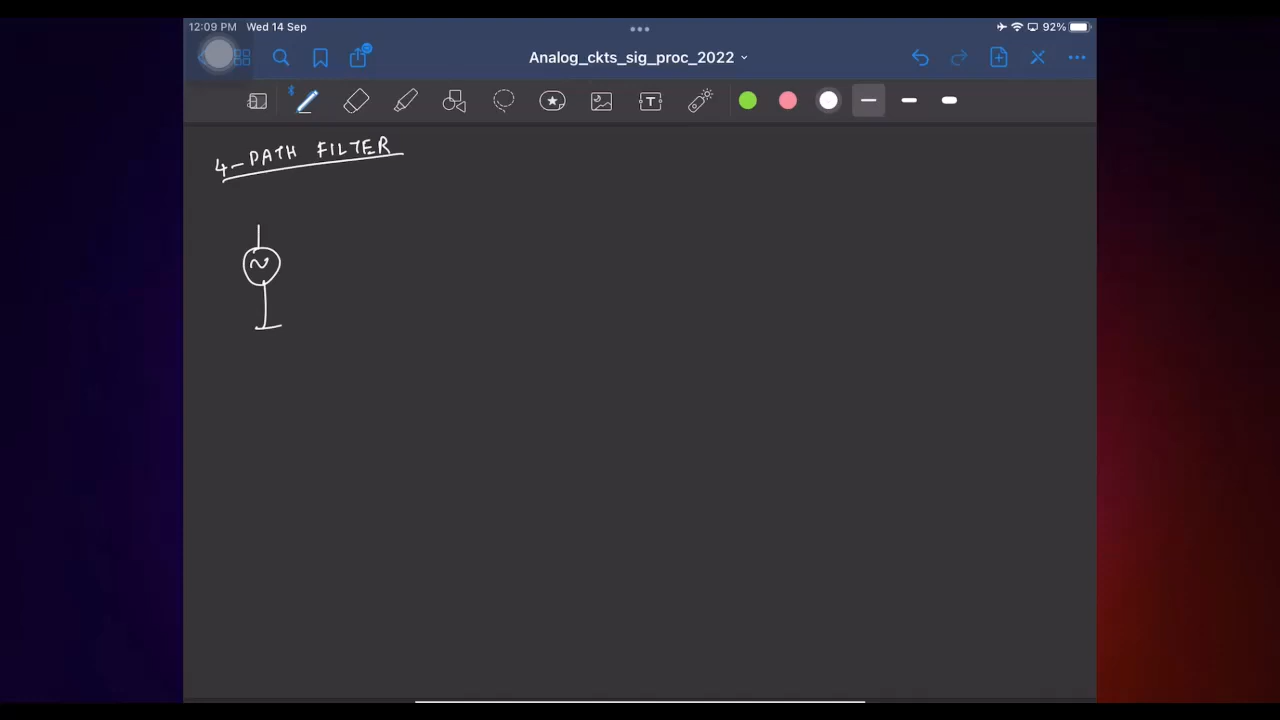 12:09 PM Wed 14 Sep 92%
Analog_ckts_sig_proc_2022
T
4-PATH FILTER